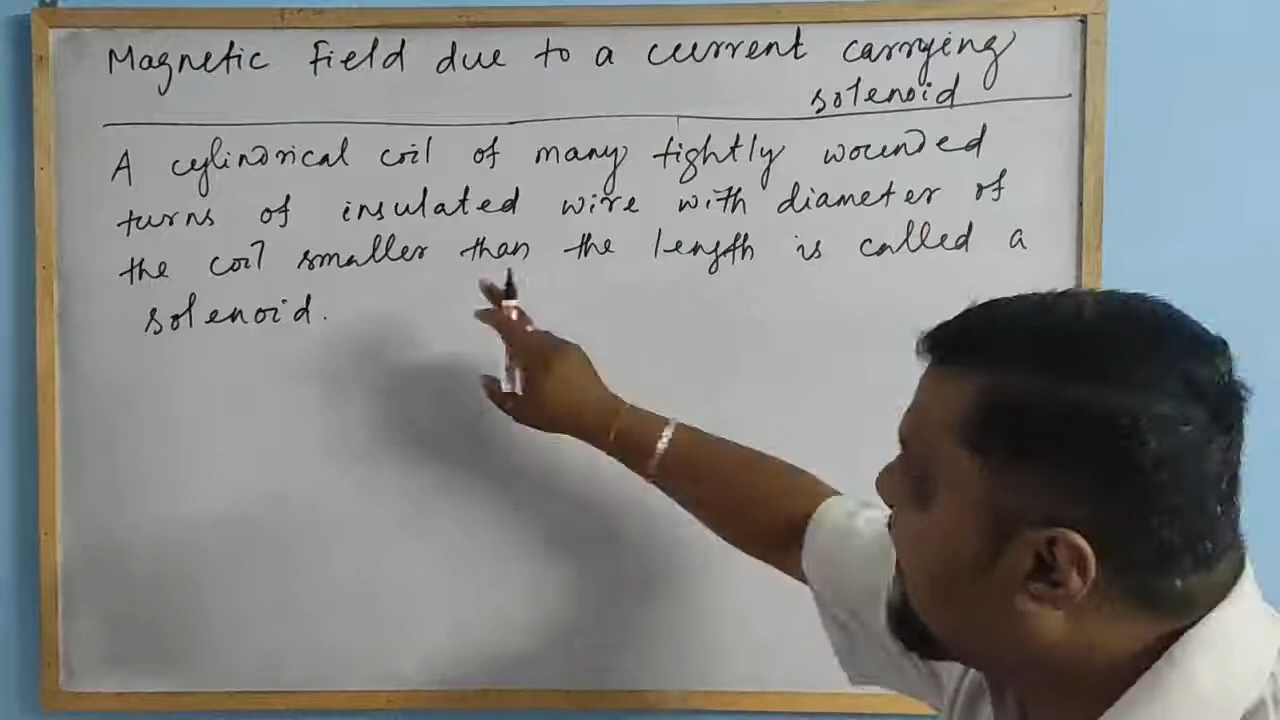 Magnetic Field due to a current carrying
solenoid
A cylindrical coil of many tightly wounded
turns of insulated wire with diameter of
the coil smaller than the length is called a
solenoid.